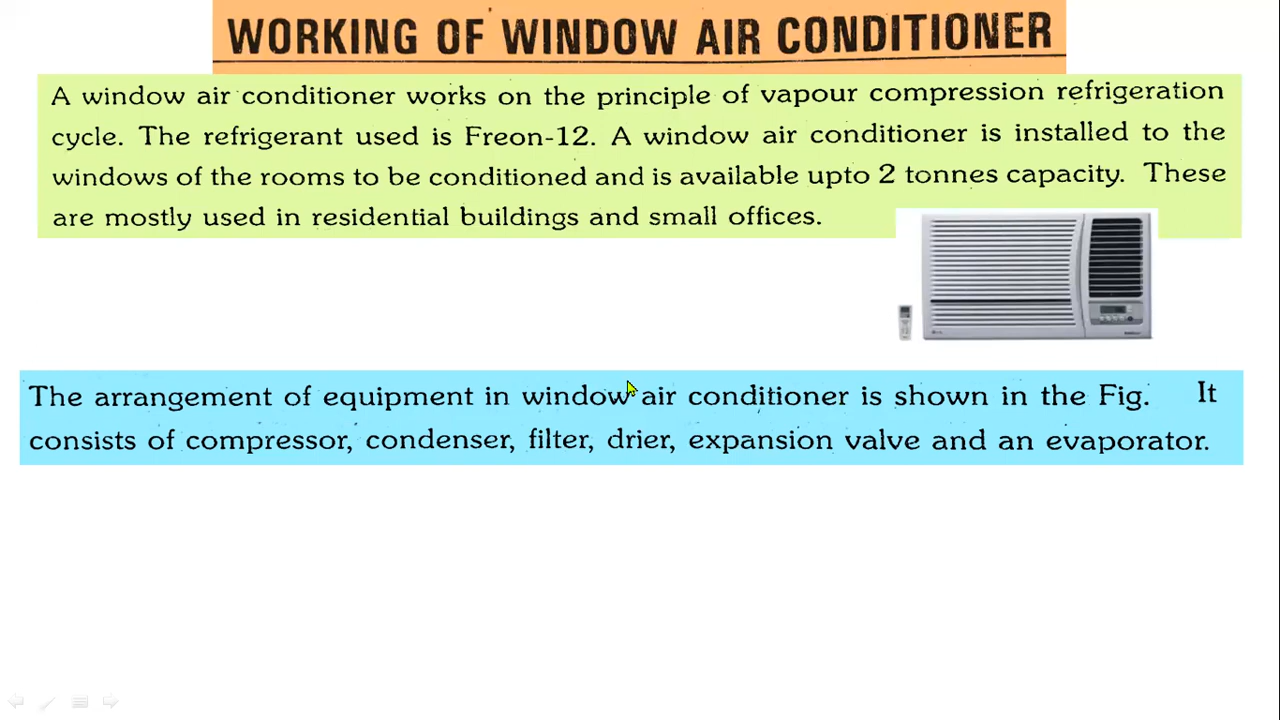 WORKING OF WINDOW AIR CONDITIONER
A window air conditioner works on the principle of vapour compression refrigeration
cycle. The refrigerant used is Freon-12. A window air conditioner is installed to the
windows of the rooms to be conditioned and is available upto 2 tonnes capacity. These
are mostly used in residential buildings and small offices.
The arrangement of equipment in window air conditioner is shown in the Fig. It
consists of compressor, condenser, filter, drier, expansion valve and an evaporator.